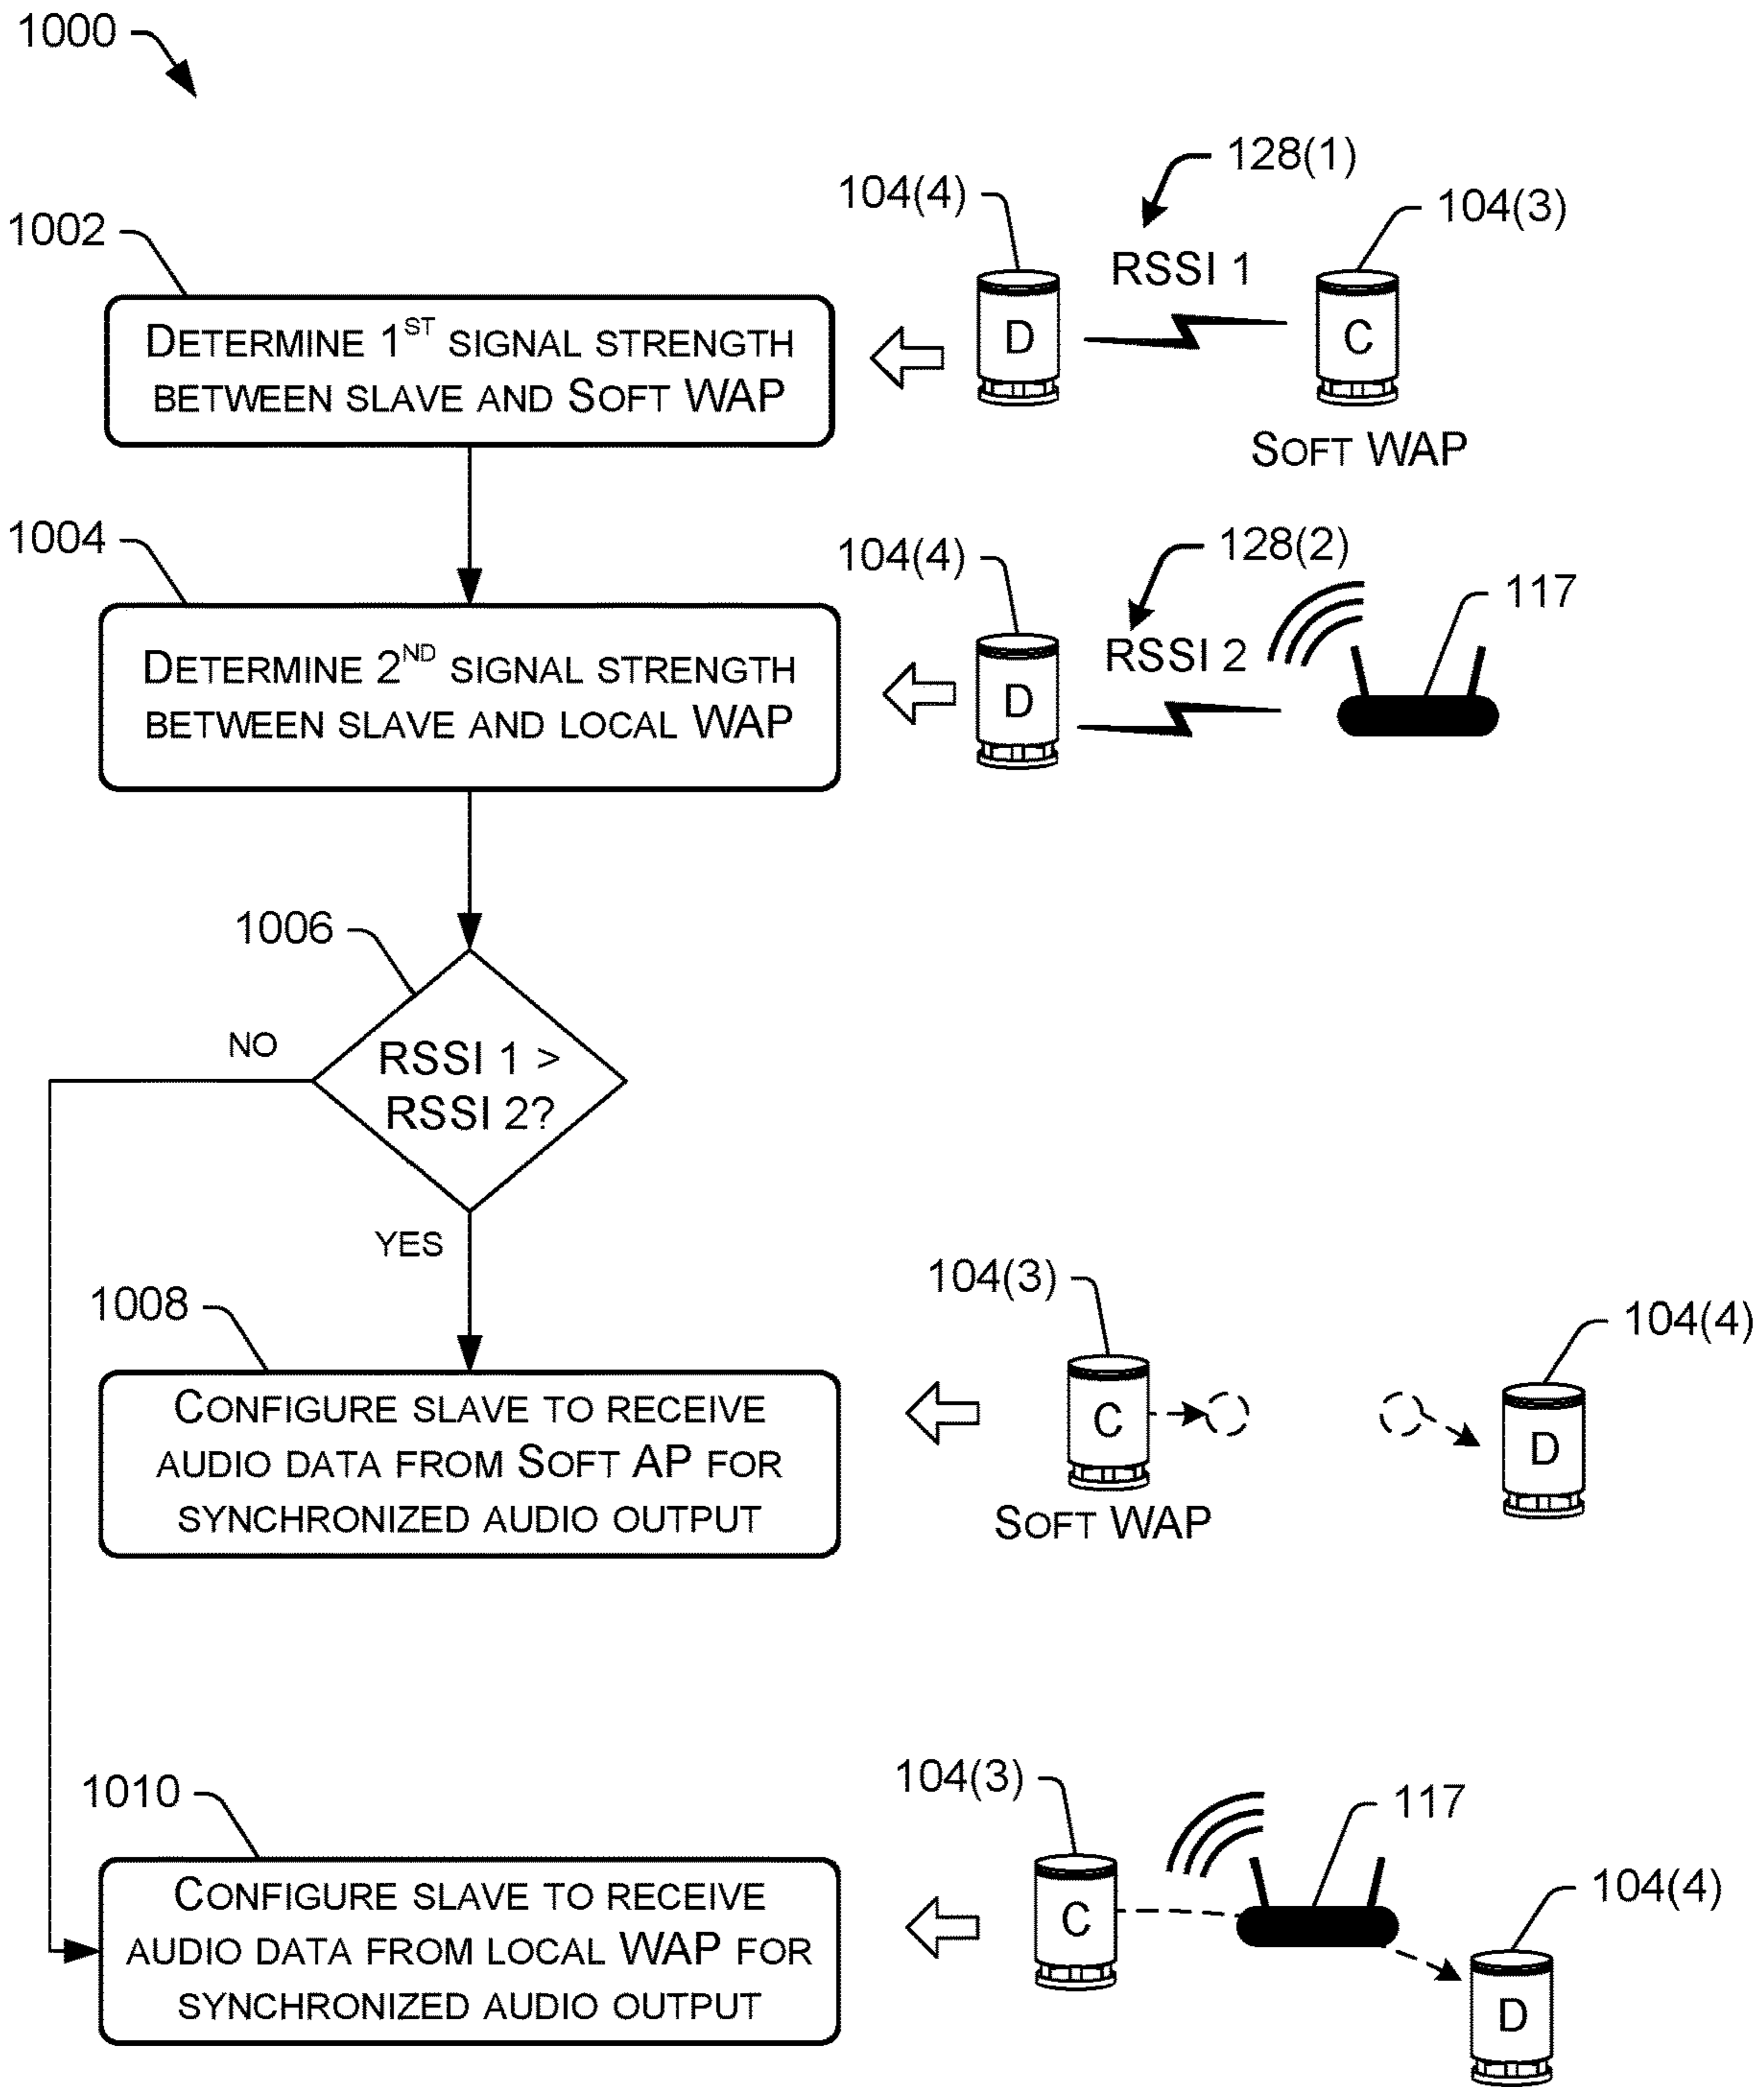 1000
128(1)
104(4)
104(3)
1002
RSSI 1
DETERMINE 1ST SIGNAL STRENGTH
BETWEEN SLAVE AND SOFT WAP
D
C
SOFT WAP
1004
104(4)
128(2)
117
RSSI 2
DETERMINE 2ND SIGNAL STRENGTH
BETWEEN SLAVE AND LOCAL WAP
D
1006
NO
RSSI 1 >
RSSI 2?
YES
1008
104(3)
104(4)
CONFIGURE SLAVE TO RECEIVE
AUDIO DATA FROM SOFT AP FOR
SYNCHRONIZED AUDIO OUTPUT
C
D
SOFT WAP
1010
104(3)
117
104(4)
CONFIGURE SLAVE TO RECEIVE
AUDIO DATA FROM LOCAL WAP FOR
SYNCHRONIZED AUDIO OUTPUT
C
D